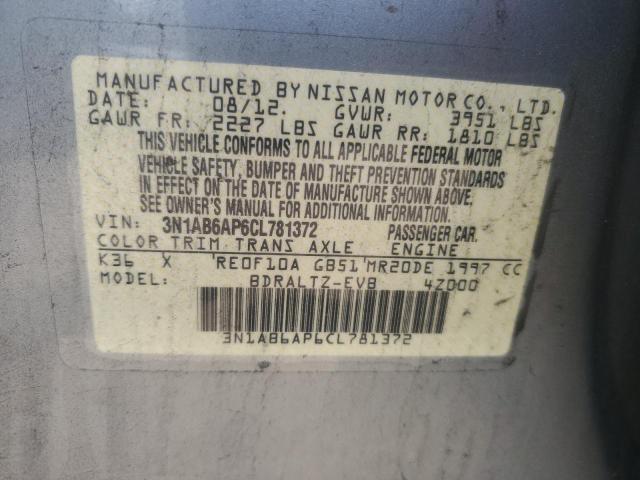 MANUFACTURED BY NISSAN MOTOR CO., LTD.
DATE: 08/12. GVWR: 3951 LBS
GAWR FR: 2227 LBS GAWR RR: 1810 LBS
THIS VEHICLE CONFORMS TO ALL APPLICABLE FEDERAL MOTOR
VEHICLE SAFETY, BUMPER AND THEFT PREVENTION STANDARDS
IN EFFECT ON THE DATE OF MANUFACTURE SHOWN ABOVE.
SEE OWNER'S MANUAL FOR ADDITIONAL INFORMATION.
VIN: 3N1AB6AP6CL781372 PASSENGER CAR.
COLOR TRIM TRANS AXLE ENGINE
K36 X RE0F10A GB51 MR20DE 1997 CC
MODEL: BDRALTZ-EVB 4Z000
3N1AB6AP6CL781372